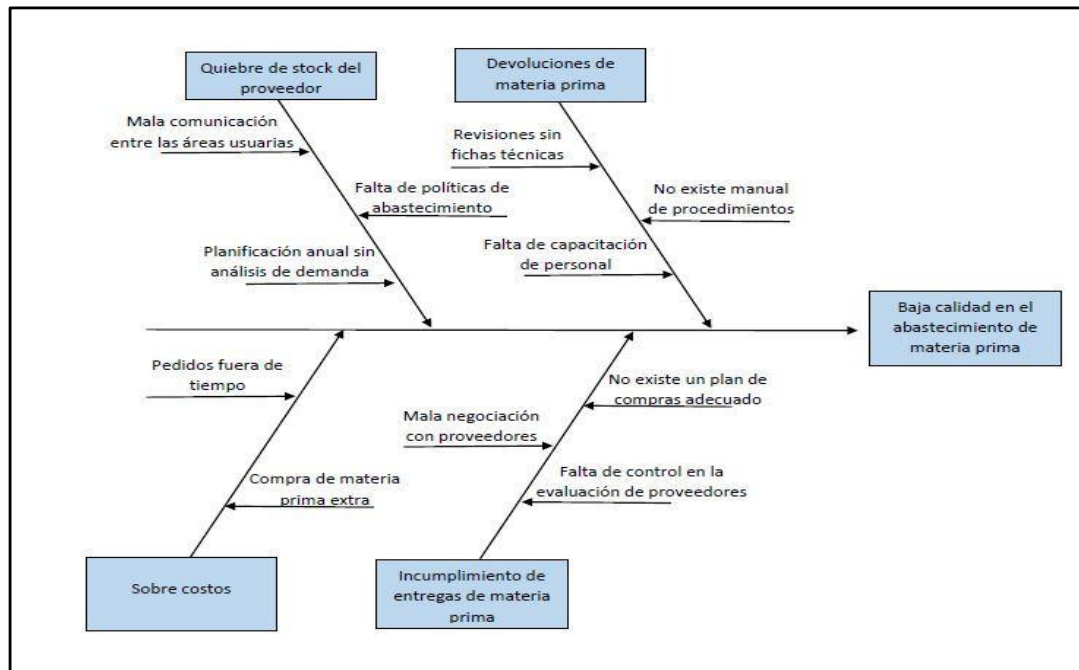 Quiebre de stock del
proveedor
Devoluciones de
materia prima
Mala comunicación
entre las áreas usuarias
Revisiones sin
fichas técnicas
Falta de políticas de
abastecimiento
No existe manual
de procedimientos
Planificación anual sin
análisis de demanda
Falta de capacitación
de personal
Baja calidad en el
abastecimiento de
materia prima
Pedidos fuera de
tiempo
No existe un plan de
compras adecuado
Mala negociación
con proveedores
Compra de materia
prima extra
Falta de control en la
evaluación de proveedores
Sobre costos
Incumplimiento de
entregas de materia
prima